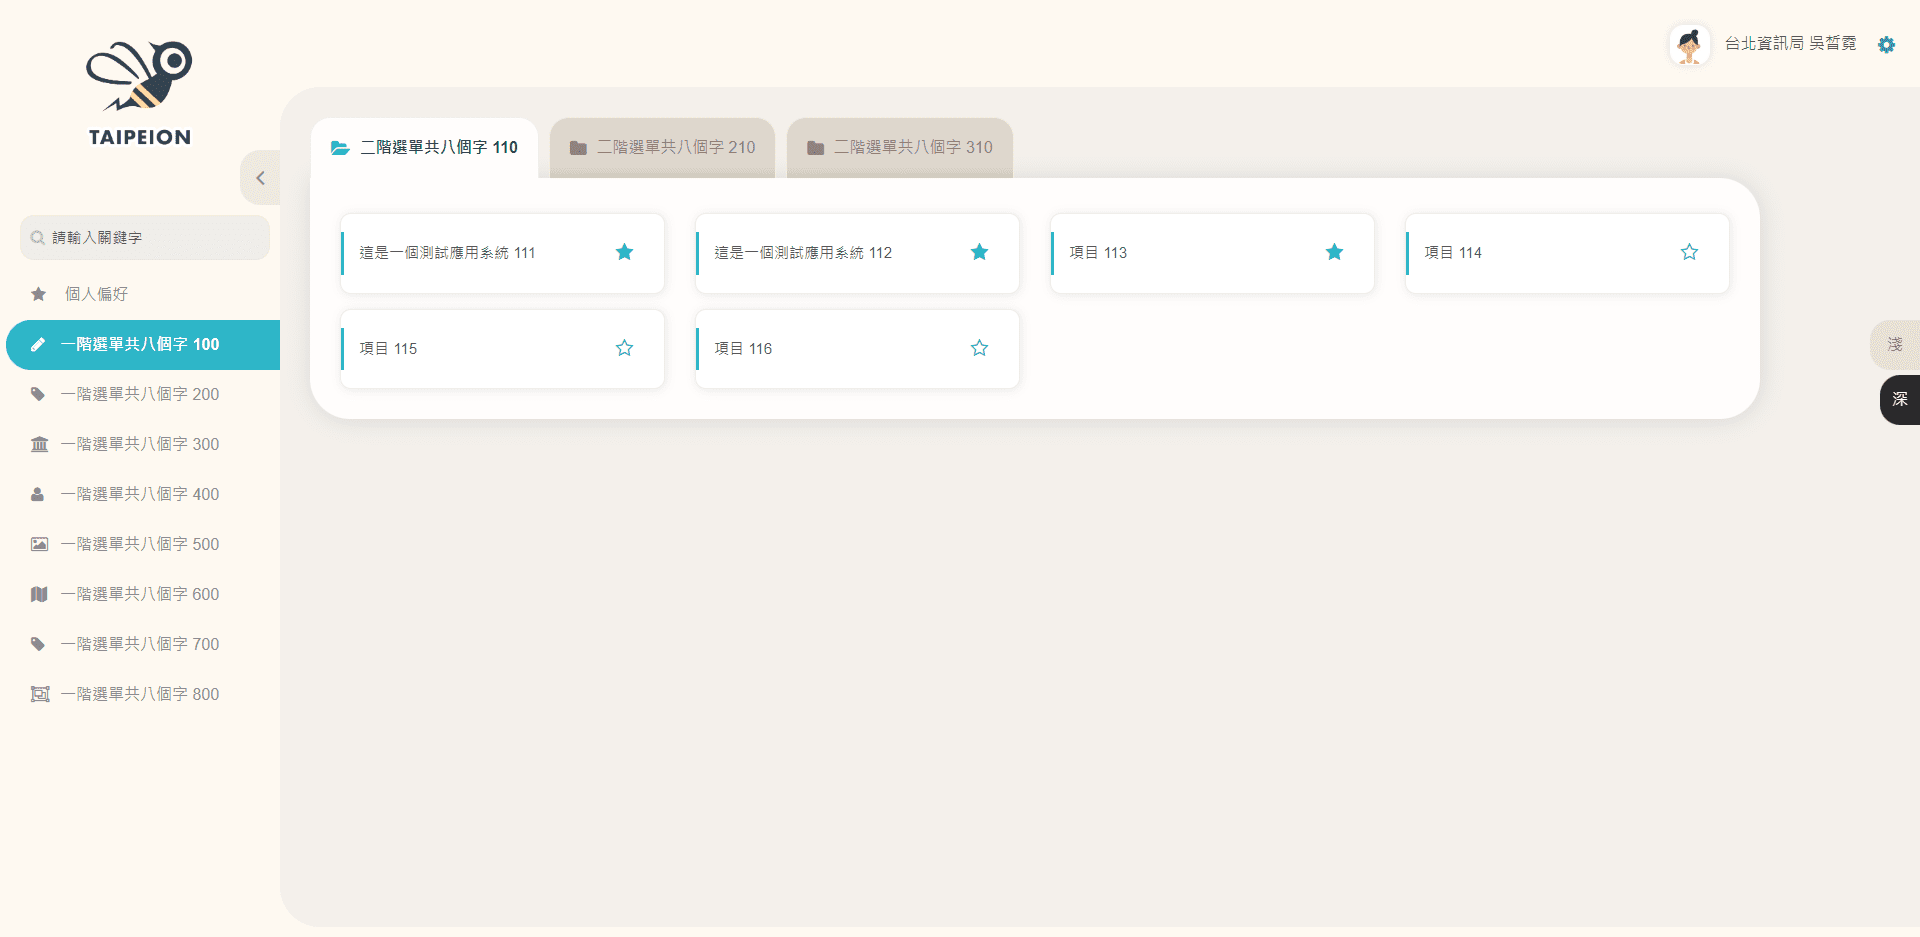 TAIPEION
台北資訊局 吳皙霓
請輸入關鍵字
個人偏好
一階選單共八個字 100
一階選單共八個字 200
一階選單共八個字 300
一階選單共八個字 400
一階選單共八個字 500
一階選單共八個字 600
一階選單共八個字 700
一階選單共八個字 800
二階選單共八個字 110
二階選單共八個字 210
二階選單共八個字 310
這是一個測試應用系統 111
這是一個測試應用系統 112
項目 113
項目 114
項目 115
項目 116
淺
深